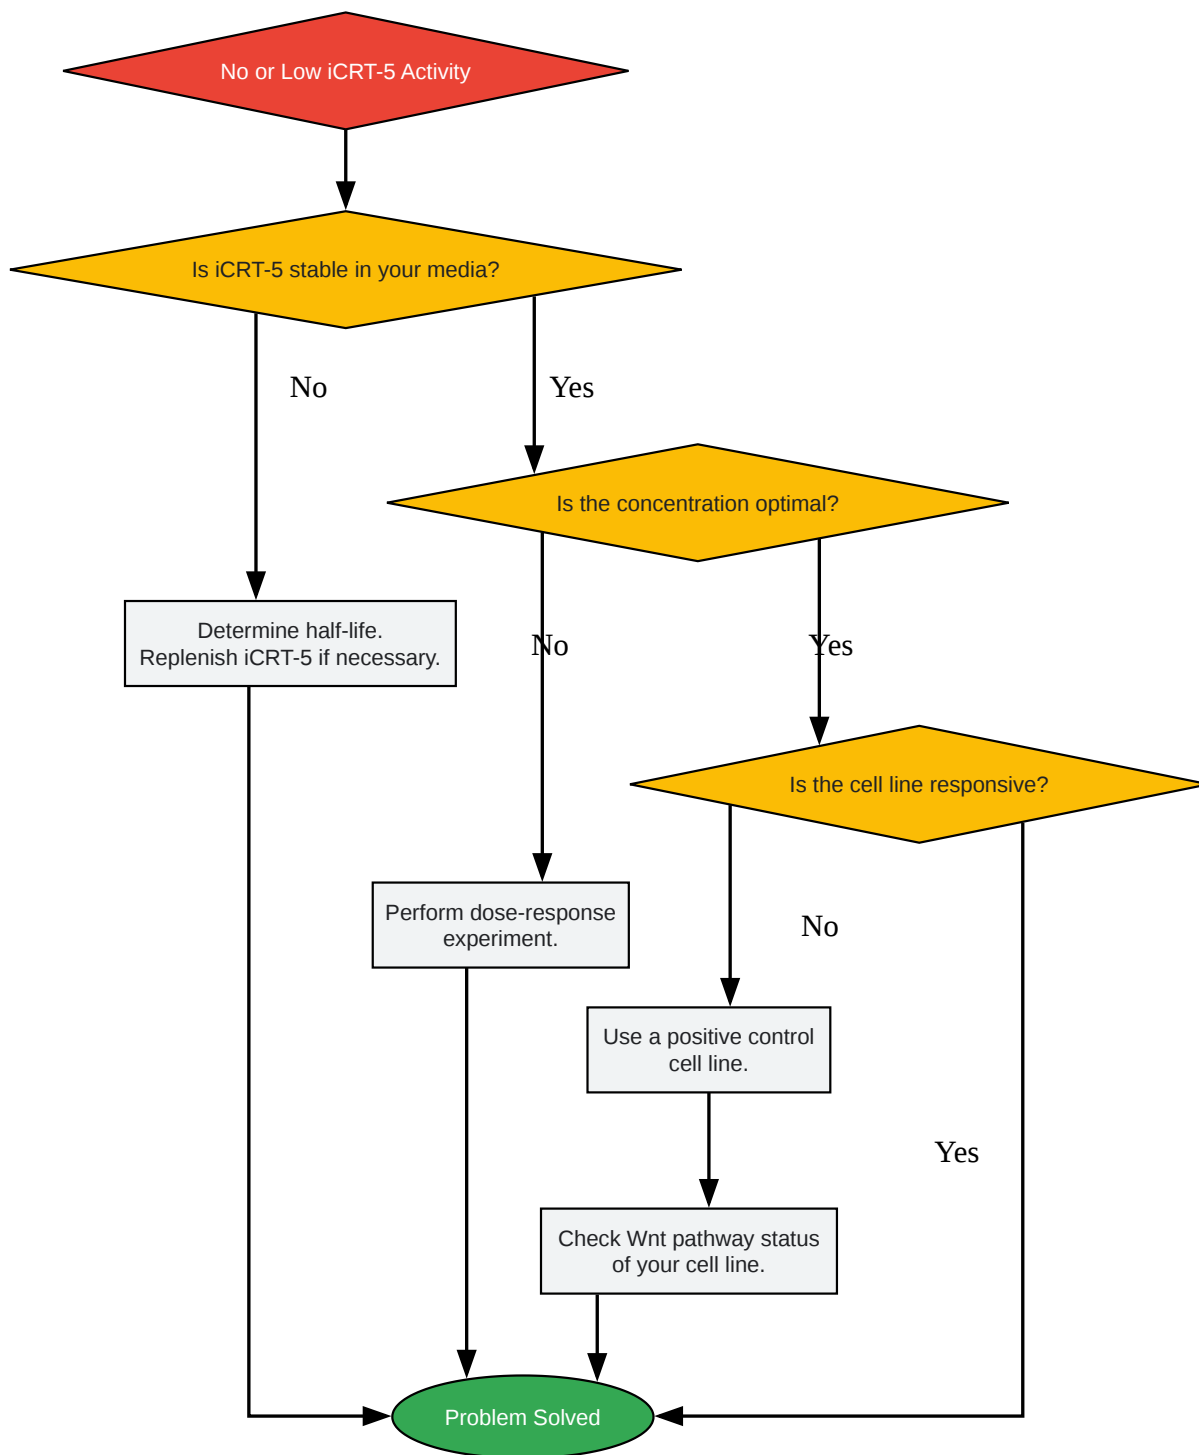 No or Low iCRT-5 Activity
Is iCRT-5 stable in your media?
No
Yes
Is the concentration optimal?
Determine half-life.
Replenish iCRT-5 if necessary.
No
Yes
Is the cell line responsive?
Perform dose-response
experiment.
No
Use a positive control
cell line.
Yes
Check Wnt pathway status
of your cell line.
Problem Solved